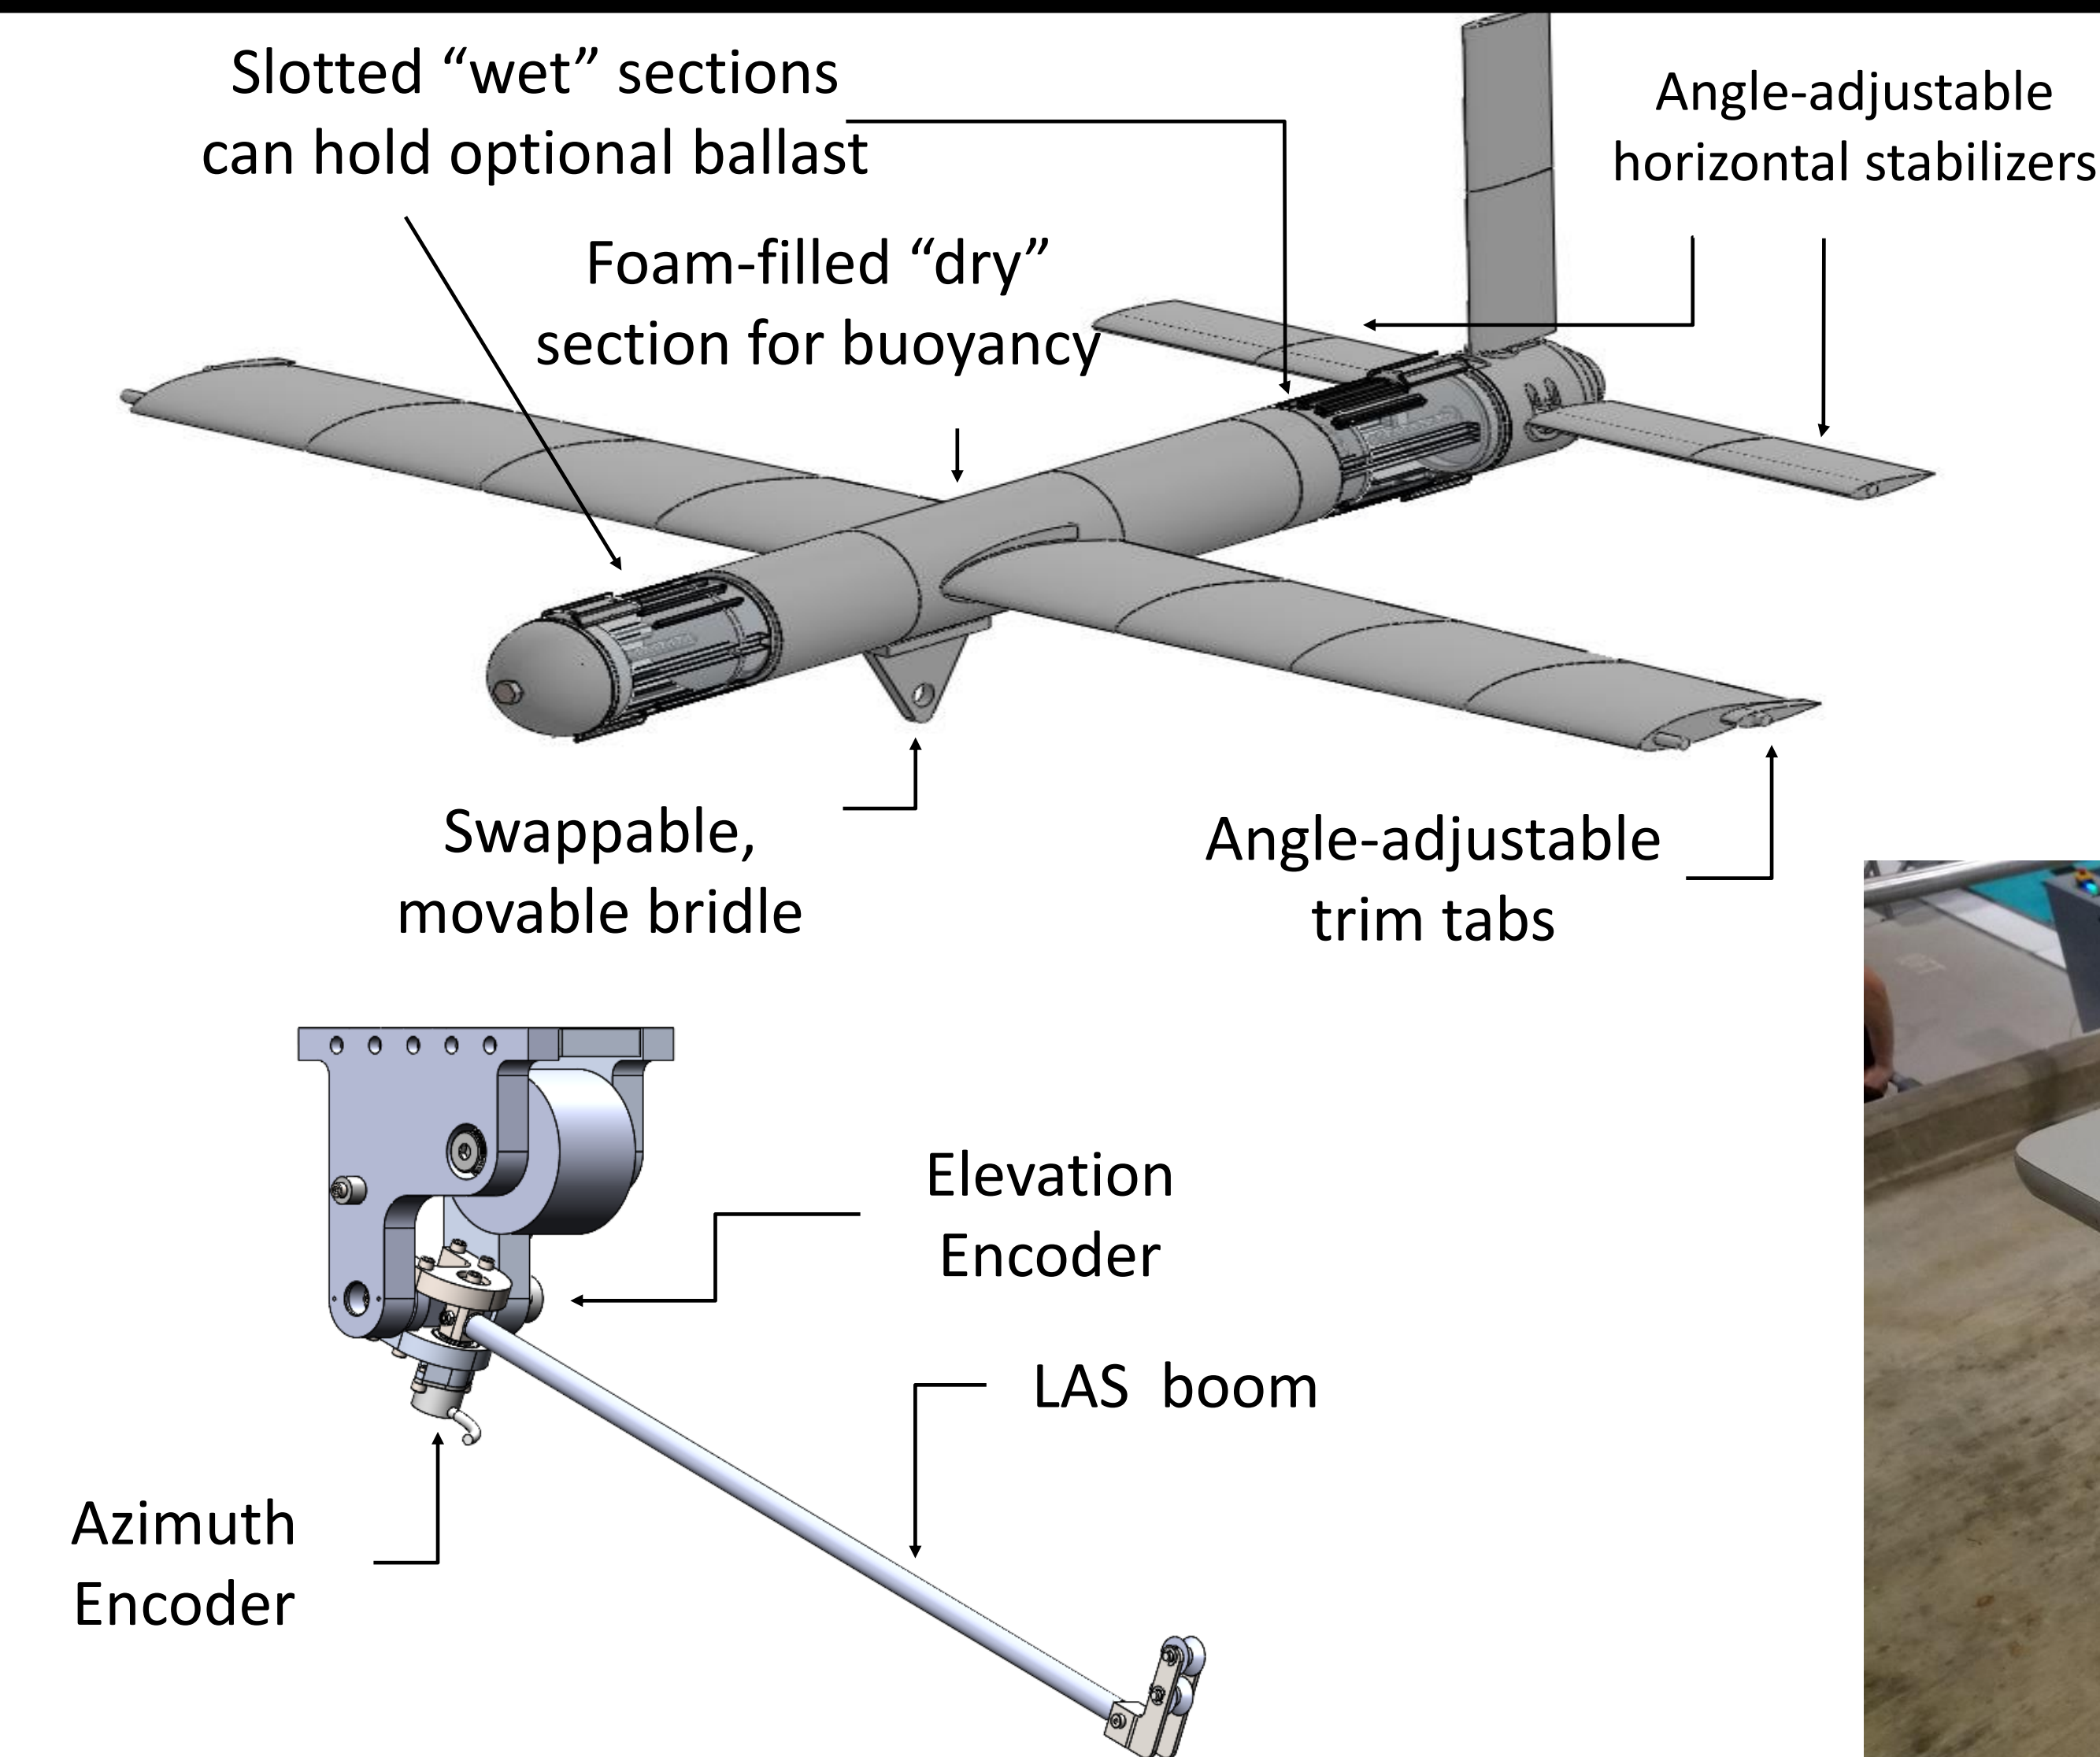 Slotted “wet” sections
can hold optional ballast
Angle-adjustable
horizontal stabilizers
Foam-filled “dry”
section for buoyancy
Swappable,
movable bridle
Angle-adjustable
trim tabs
Elevation
Encoder
LAS boom
Azimuth
Encoder